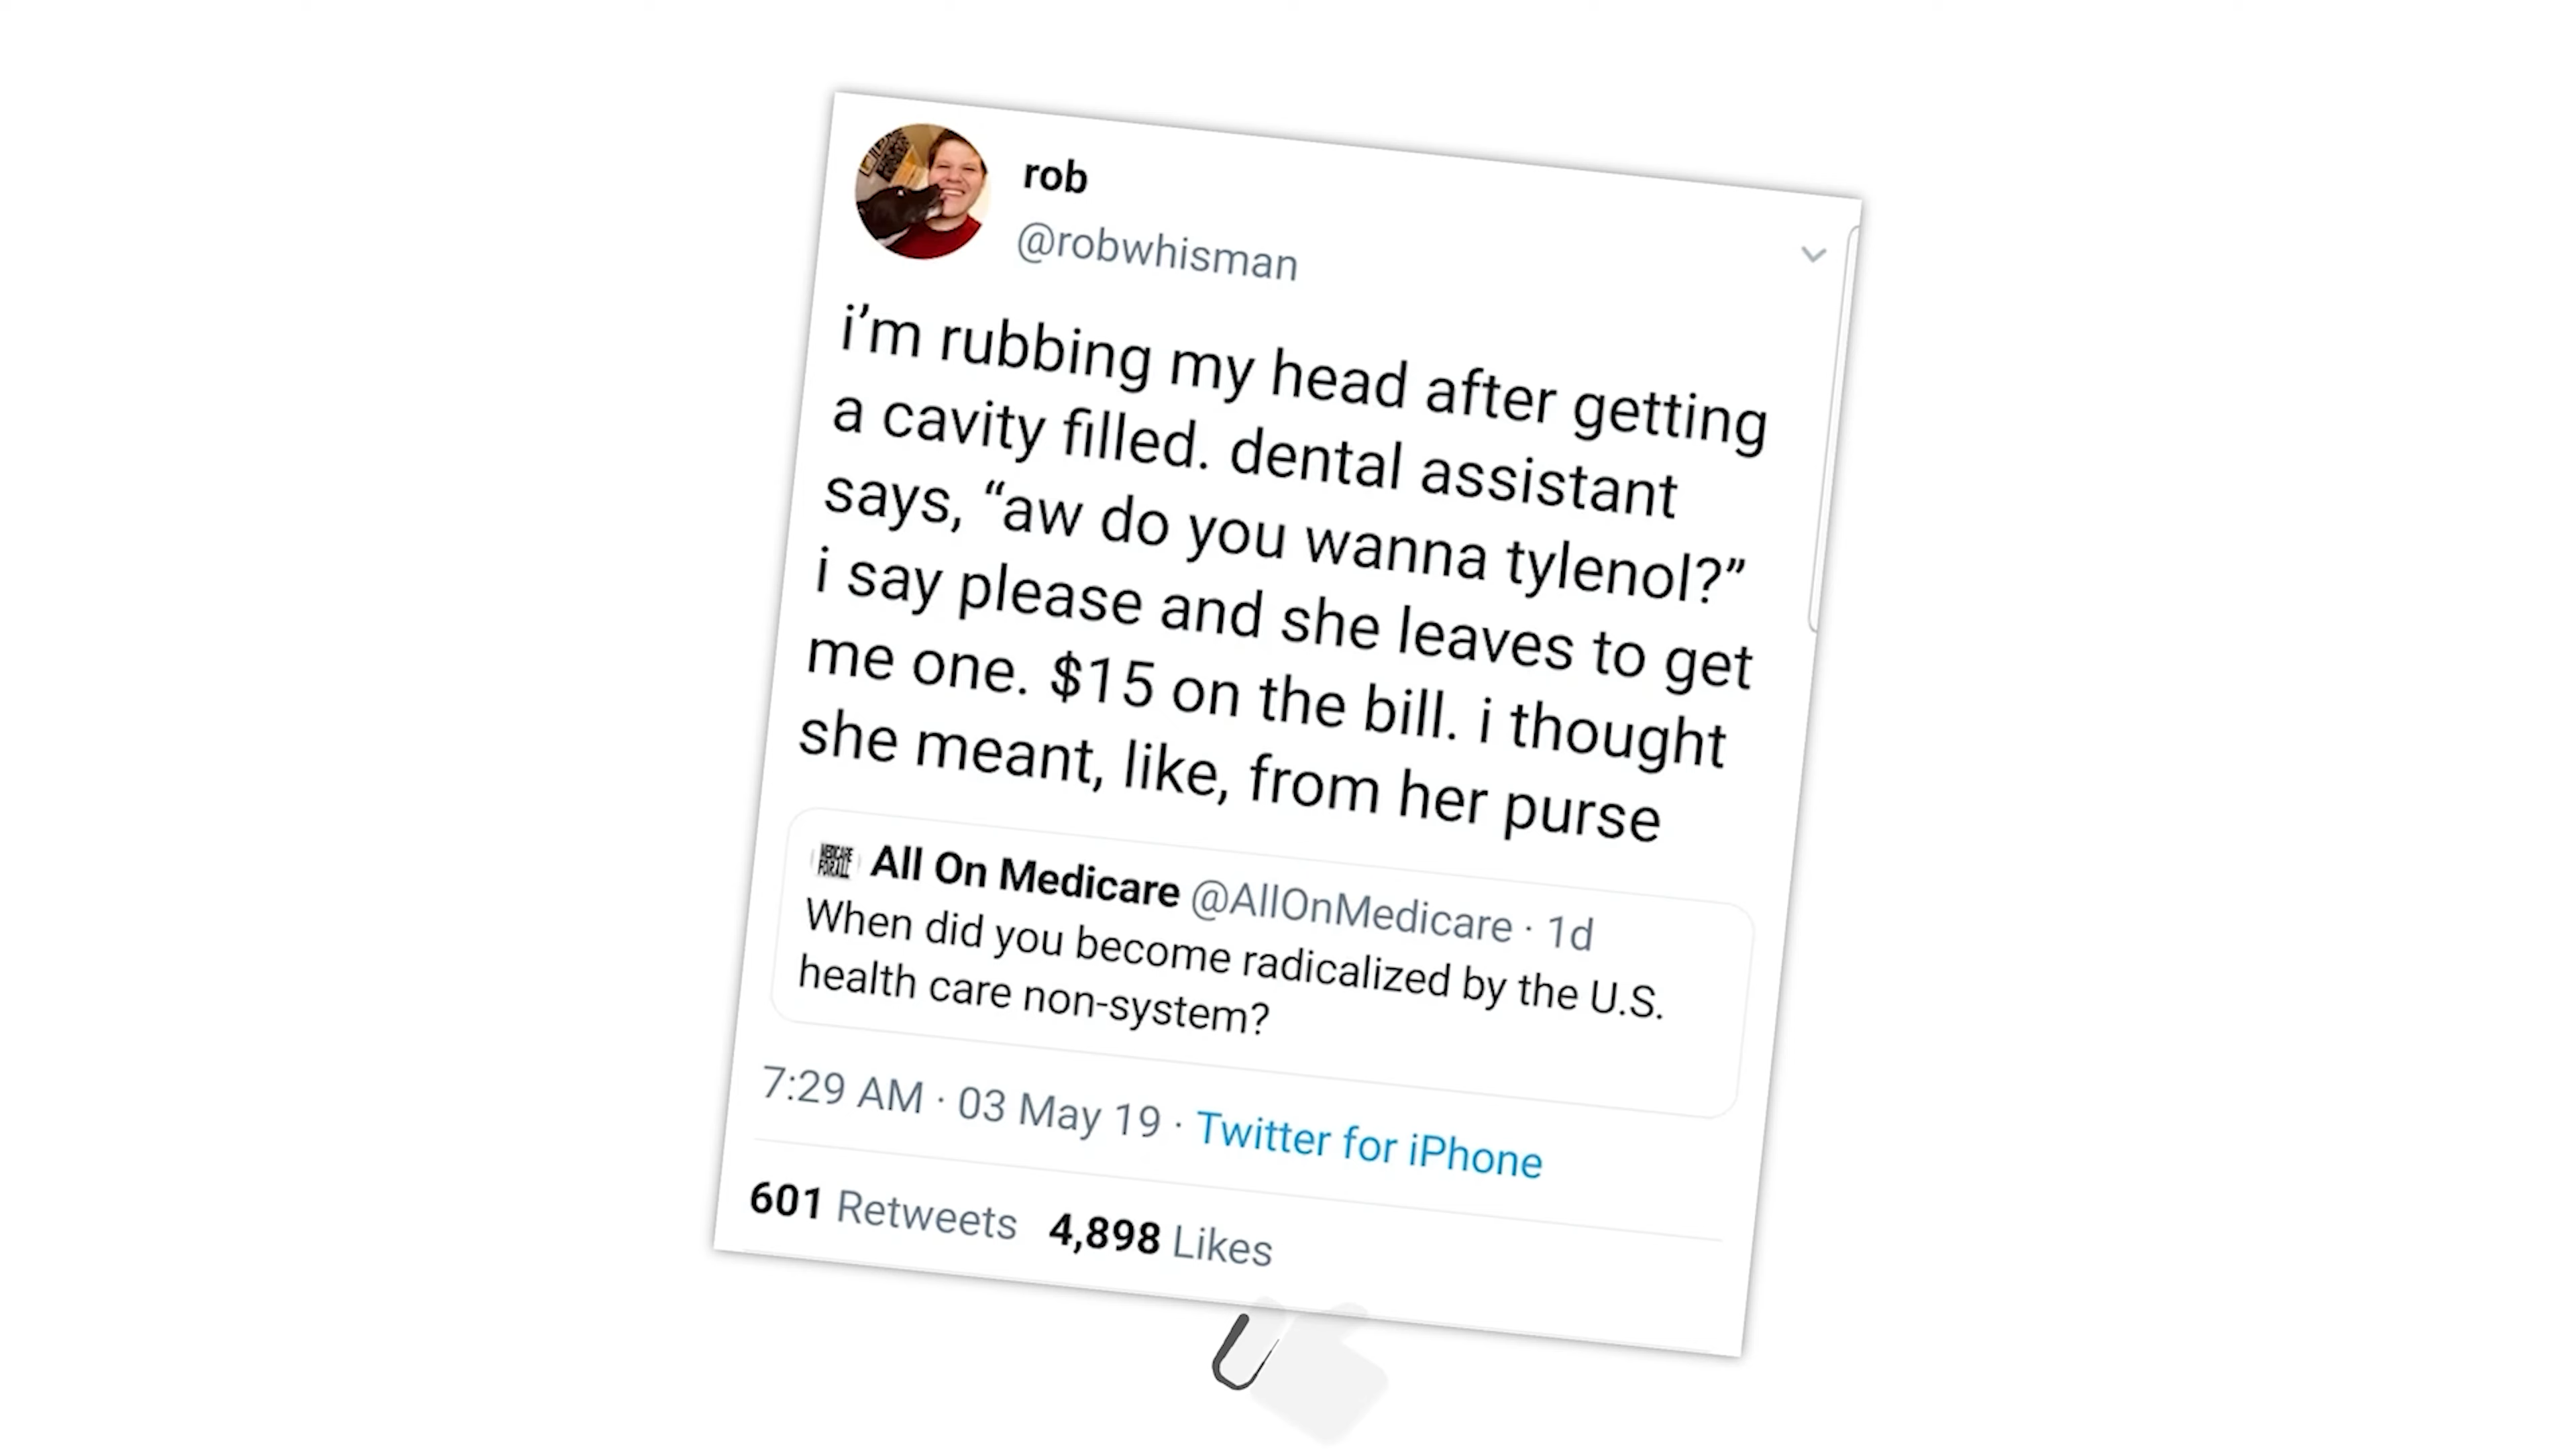 rob
@robwhisman
i’m rubbing my head after getting
a cavity filled. dental assistant
says, “aw do you wanna tylenol?”
i say please and she leaves to get
me one. $15 on the bill. i thought
she meant, like, from her purse
MEDICARE
FOR ALL
All On Medicare @AllOnMedicare · 1d
When did you become radicalized by the U.S.
health care non-system?
7:29 AM · 03 May 19 · Twitter for iPhone
601 Retweets 4,898 Likes